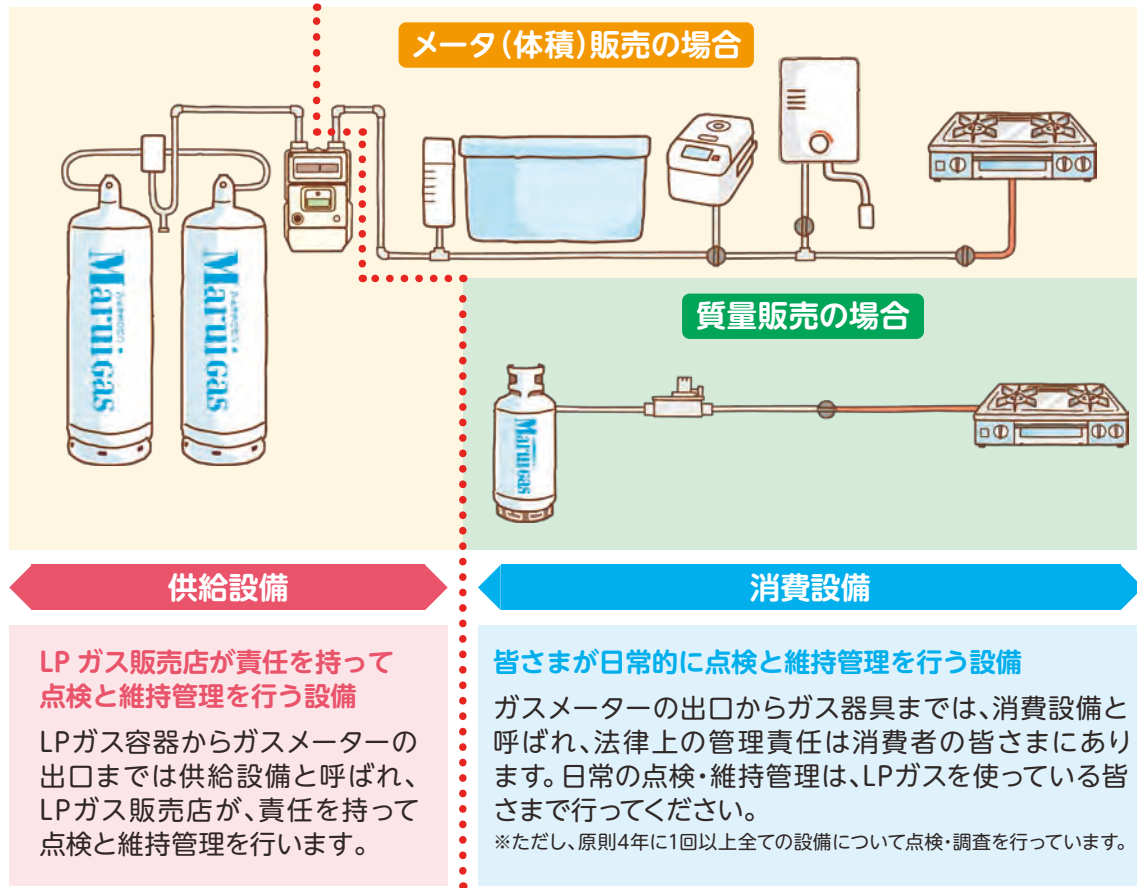 メータ(体積)販売の場合
Marui gas
Marui gas
質量販売の場合
Marui gas
供給設備
消費設備
LP ガス販売店が責任を持って
点検と維持管理を行う設備
LPガス容器からガスメーターの
出口までは供給設備と呼ばれ、
LPガス販売店が、責任を持って
点検と維持管理を行います。
皆さまが日常的に点検と維持管理を行う設備
ガスメーターの出口からガス器具までは、消費設備と
呼ばれ、法律上の管理責任は消費者の皆さまにあり
ます。日常の点検・維持管理は、LPガスを使っている皆
さまで行ってください。
※ただし、原則4年に1回以上全ての設備について点検・調査を行っています。